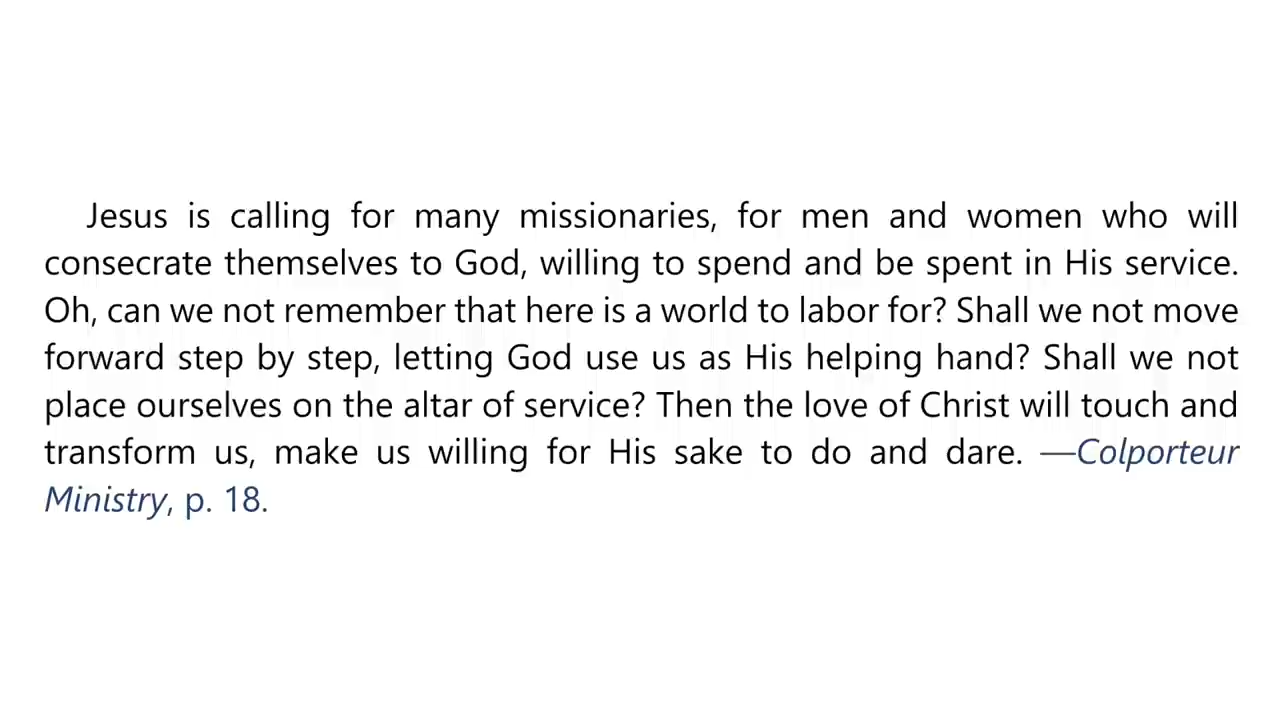 Jesus is calling for many missionaries, for men and women who will
consecrate themselves to God, willing to spend and be spent in His service.
Oh, can we not remember that here is a world to labor for? Shall we not move
forward step by step, letting God use us as His helping hand? Shall we not
place ourselves on the altar of service? Then the love of Christ will touch and
transform us, make us willing for His sake to do and dare. —Colporteur
Ministry, p. 18.